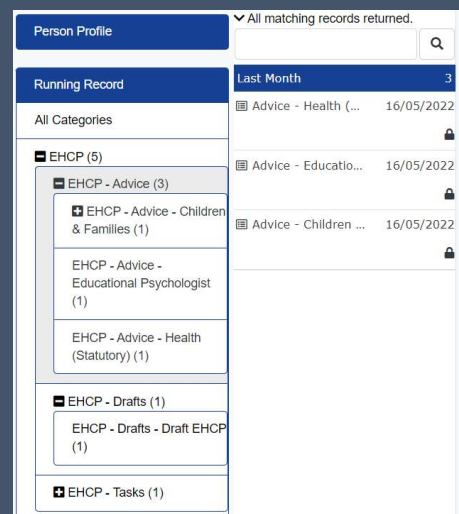 Person Profile
Running Record
All Categories
EHCP (5)
EHCP - Advice (3)
EHCP - Advice - Children
& Families (1)
EHCP - Advice -
Educational Psychologist
(1)
EHCP - Advice - Health
(Statutory) (1)
EHCP - Drafts (1)
EHCP - Drafts - Draft EHCP
(1)
EHCP - Tasks (1)
All matching records returned.
Last Month 3
Advice - Health (... 16/05/2022
Advice - Educatio... 16/05/2022
Advice - Children ... 16/05/2022